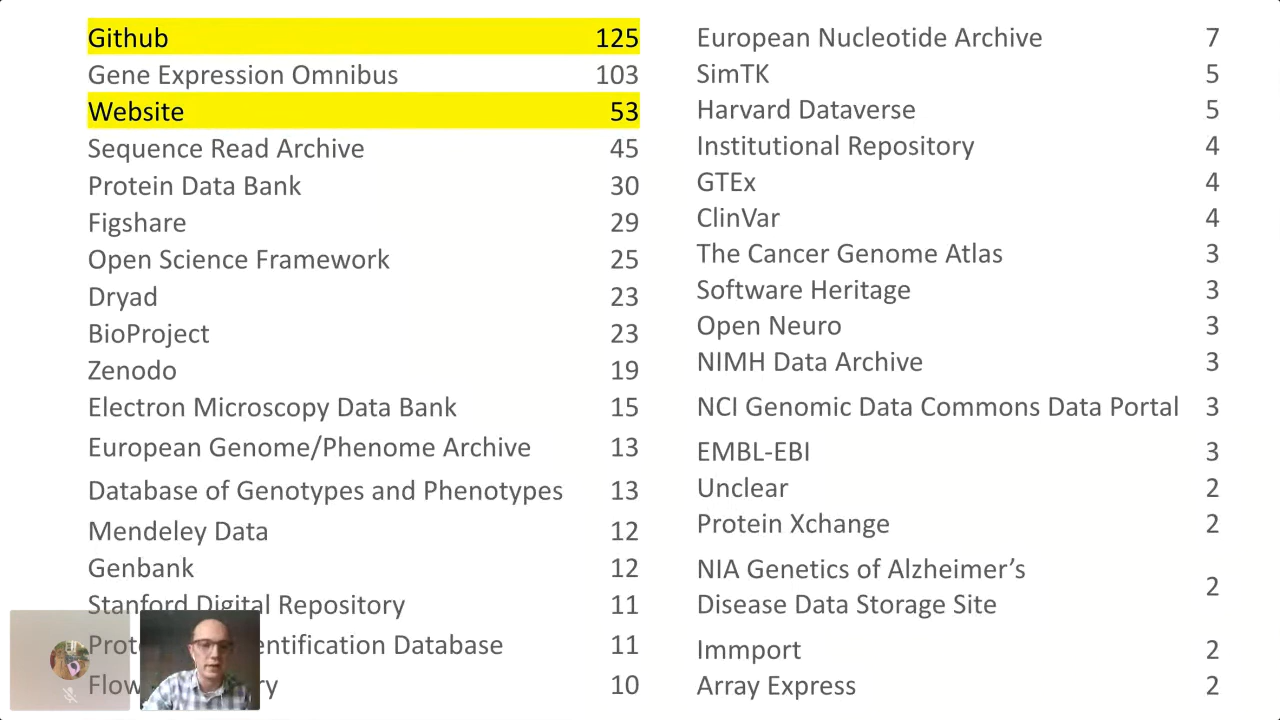 Github 125
Gene Expression Omnibus 103
Website 53
Sequence Read Archive 45
Protein Data Bank 30
Figshare 29
Open Science Framework 25
Dryad 23
BioProject 23
Zenodo 19
Electron Microscopy Data Bank 15
European Genome/Phenome Archive 13
Database of Genotypes and Phenotypes 13
Mendeley Data 12
Genbank 12
Stanford Digital Repository 11
Database 11
10
European Nucleotide Archive 7
SimTK 5
Harvard Dataverse 5
Institutional Repository 4
GTEx 4
ClinVar 4
The Cancer Genome Atlas 3
Software Heritage 3
Open Neuro 3
NIMH Data Archive 3
NCI Genomic Data Commons Data Portal 3
EMBL-EBI 3
Unclear 2
Protein Xchange 2
NIA Genetics of Alzheimer’s
Disease Data Storage Site 2
Immport 2
Array Express 2